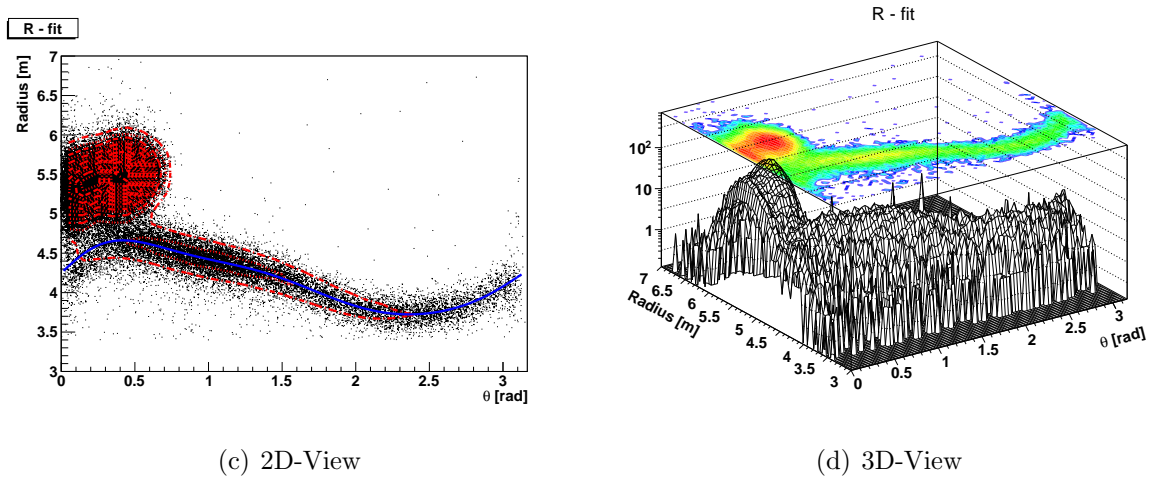 R - fit
Radius [m]
7
6.5
6
5.5
5
4.5
4
3.5
3
0 0.5 1 1.5 2 2.5 3
θ [rad]
(c) 2D-View
R - fit
10²
10
1
7 6.5 6 5.5 5 4.5 4 3.5 3
Radius [m]
0 0.5 1 1.5 2 2.5 3
θ [rad]
(d) 3D-View